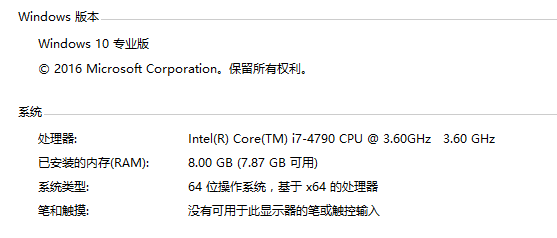 Windows 版本
Windows 10 专业版
© 2016 Microsoft Corporation。保留所有权利。
系统
处理器: Intel(R) Core(TM) i7-4790 CPU @ 3.60GHz 3.60 GHz
已安装的内存(RAM): 8.00 GB (7.87 GB 可用)
系统类型: 64 位操作系统，基于 x64 的处理器
笔和触摸: 没有可用于此显示器的笔或触控输入